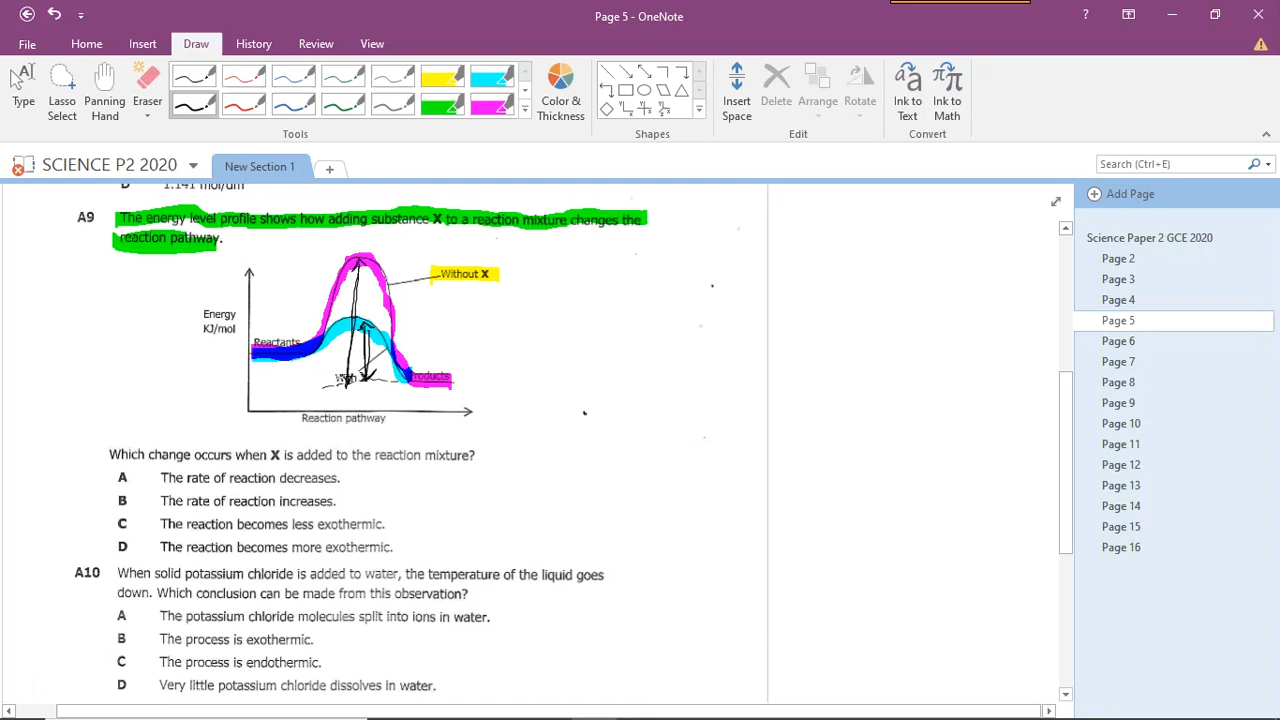 Page 5 - OneNote
?
File
Home
Insert
Draw
History
Review
View
Type
Lasso Select
Panning Hand
Eraser
Color & Thickness
Insert Space
Delete
Arrange
Rotate
Ink to Text
Ink to Math
Tools
Shapes
Edit
Convert
SCIENCE P2 2020
New Section 1
Search (Ctrl+E)
D 1.141 mol/dm
A9 The energy level profile shows how adding substance X to a reaction mixture changes the
reaction pathway.
Without X
Energy
KJ/mol
Reactants
Products
Reaction pathway
Which change occurs when X is added to the reaction mixture?
A The rate of reaction decreases.
B The rate of reaction increases.
C The reaction becomes less exothermic.
D The reaction becomes more exothermic.
A10 When solid potassium chloride is added to water, the temperature of the liquid goes
down. Which conclusion can be made from this observation?
A The potassium chloride molecules split into ions in water.
B The process is exothermic.
C The process is endothermic.
D Very little potassium chloride dissolves in water.
Add Page
Science Paper 2 GCE 2020
Page 2
Page 3
Page 4
Page 5
Page 6
Page 7
Page 8
Page 9
Page 10
Page 11
Page 12
Page 13
Page 14
Page 15
Page 16